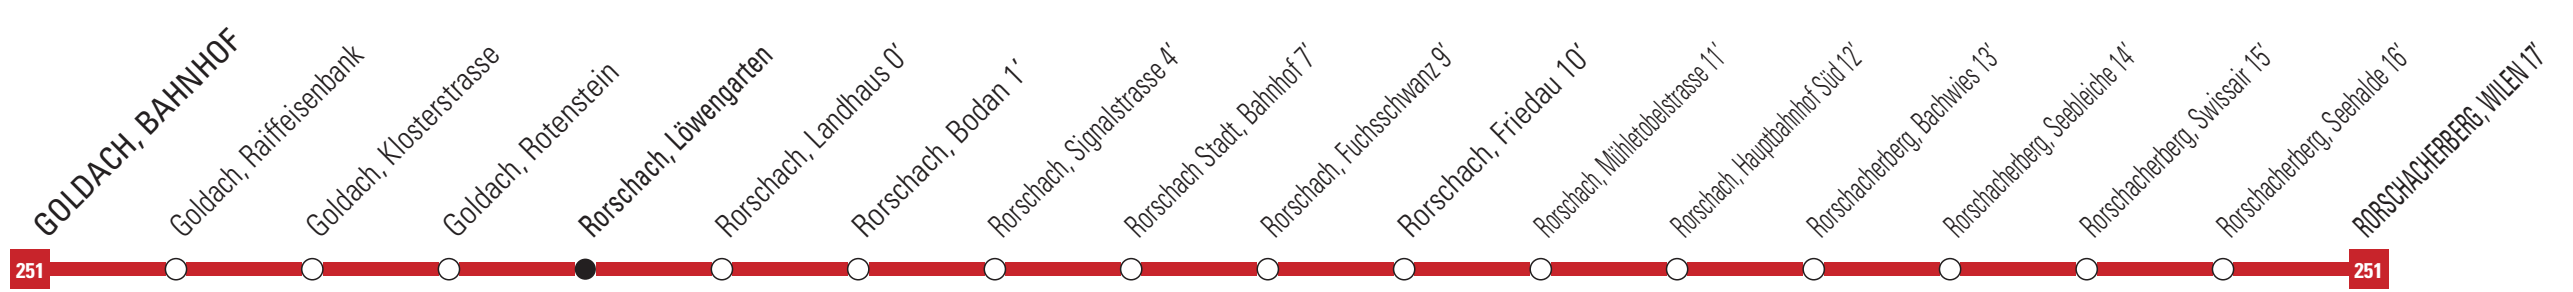 GOLDACH, BAHNHOF
Goldach, Raiffeisenbank
Goldach, Klosterstrasse
Goldach, Rotenstein
Rorschach, Löwengarten
Rorschach, Landhaus 0'
Rorschach, Bodan 1'
Rorschach, Signalstrasse 4'
Rorschach Stadt, Bahnhof 7'
Rorschach, Fuchsschwanz 9'
Rorschach, Friedau 10'
Rorschach, Mühletobelstrasse 11'
Rorschach, Hauptbahnhof Süd 12'
Rorschacherberg, Bachwies 13'
Rorschacherberg, Seebleiche 14'
Rorschacherberg, Swissair 15'
Rorschacherberg, Seehalde 16'
RORSCHACHERBERG, WILEN 17'
251
251